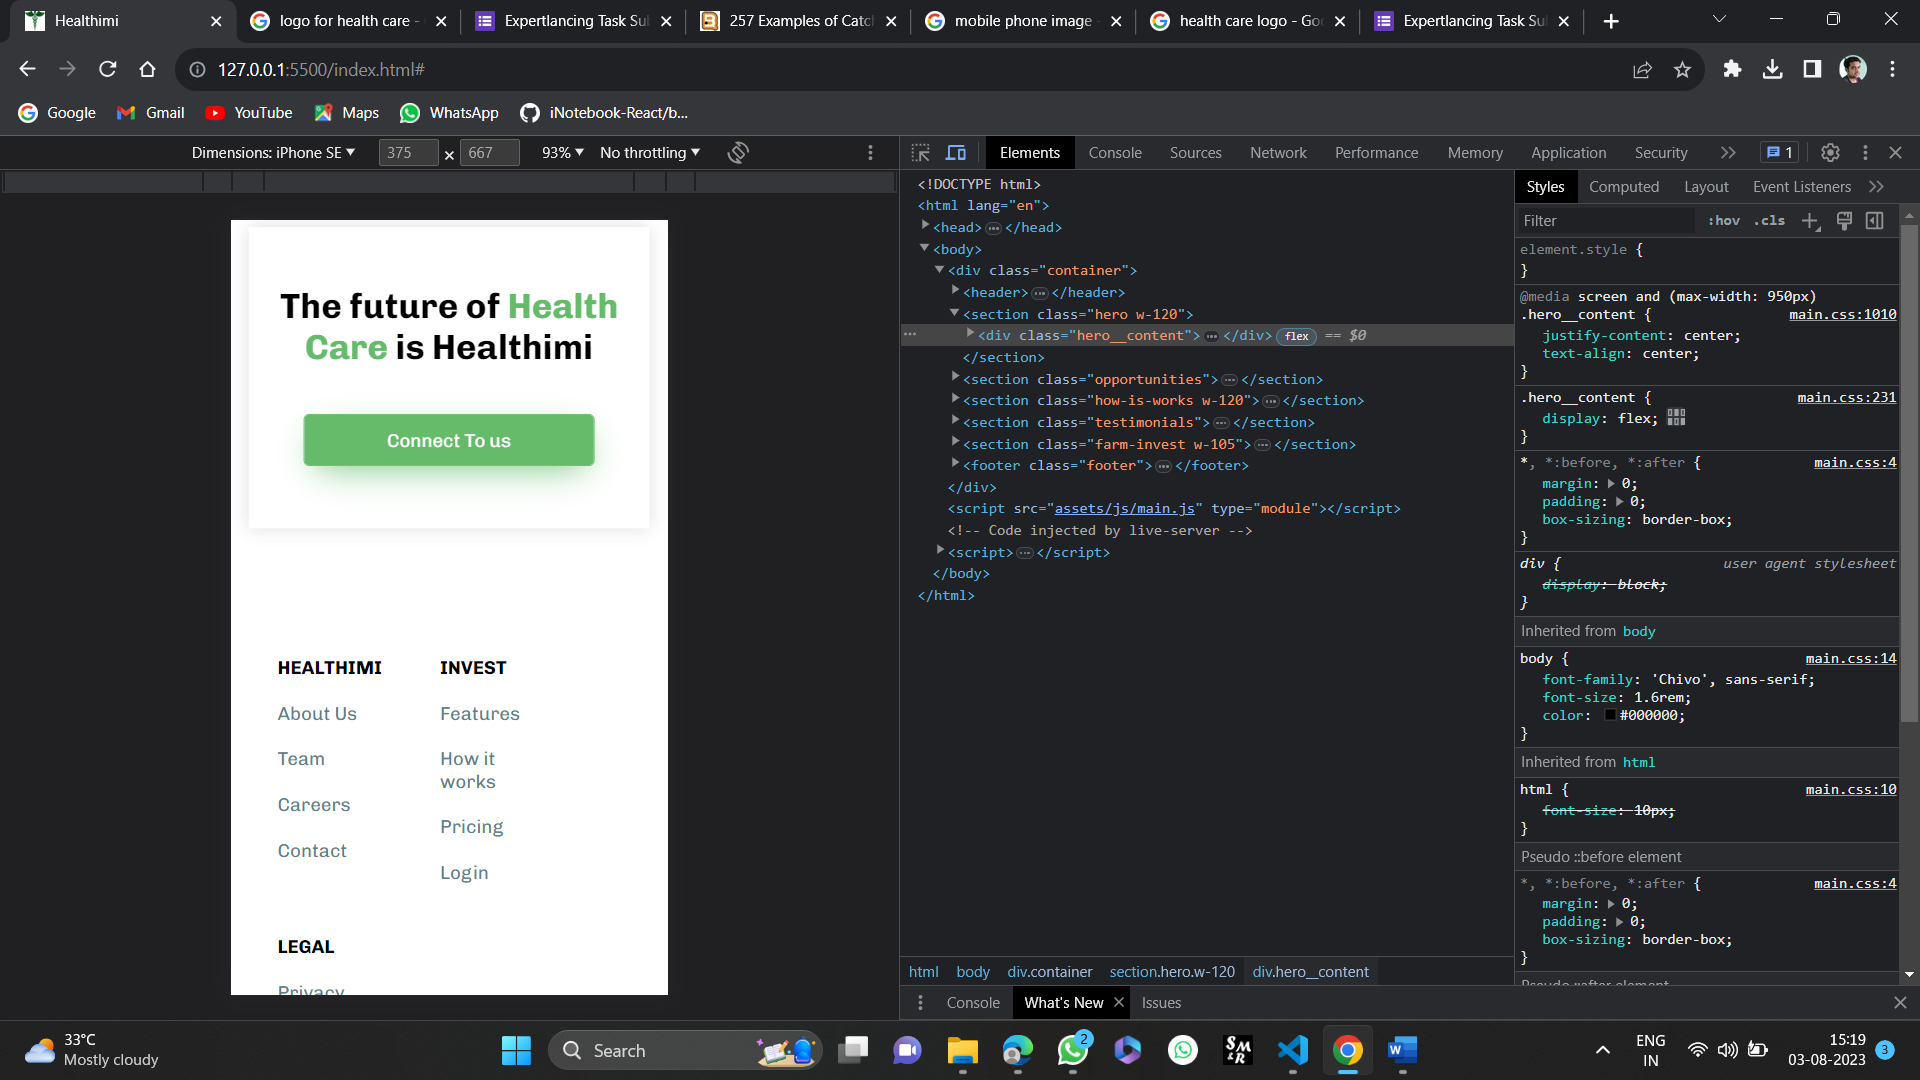 Healthimi
logo for health care -
Expertlancing Task Sul
257 Examples of Catc
mobile phone image -
health care logo - Goo
Expertlancing Task Sul
127.0.0.1:5500/index.html#
Google
Gmail
YouTube
Maps
WhatsApp
iNotebook-React/b...
Dimensions: iPhone SE
375 × 667
93%
No throttling
Elements
Console
Sources
Network
Performance
Memory
Application
Security
1
The future of Health
Care is Healthimi
Connect To us
HEALTHIMI
About Us
Team
Careers
Contact
INVEST
Features
How it
works
Pricing
Login
LEGAL
Privacy
<!DOCTYPE html>
<html lang="en">
<head> … </head>
<body>
<div class="container">
<header> … </header>
<section class="hero w-120">
… <div class="hero__content"> … </div> flex == $0
</section>
<section class="opportunities"> … </section>
<section class="how-is-works w-120"> … </section>
<section class="testimonials"> … </section>
<section class="farm-invest w-105"> … </section>
<footer class="footer"> … </footer>
</div>
<script src="assets/js/main.js" type="module"></script>
<!-- Code injected by live-server -->
<script> … </script>
</body>
</html>
html
body
div.container
section.hero.w-120
div.hero__content
Console
What's New
Issues
Styles
Computed
Layout
Event Listeners
Filter
:hov
.cls
element.style {
}
@media screen and (max-width: 950px)
.hero__content { main.css:1010
justify-content: center;
text-align: center;
}
.hero__content { main.css:231
display: flex;
}
*, *:before, *:after { main.css:4
margin: 0;
padding: 0;
box-sizing: border-box;
}
div { user agent stylesheet
display: block;
}
Inherited from body
body { main.css:14
font-family: 'Chivo', sans-serif;
font-size: 1.6rem;
color: #000000;
}
Inherited from html
html { main.css:10
font-size: 10px;
}
Pseudo ::before element
*, *:before, *:after { main.css:4
margin: 0;
padding: 0;
box-sizing: border-box;
}
Pseudo ::after element
33°C
Mostly cloudy
Search
2
SM
&R
ENG
IN
15:19
03-08-2023
3